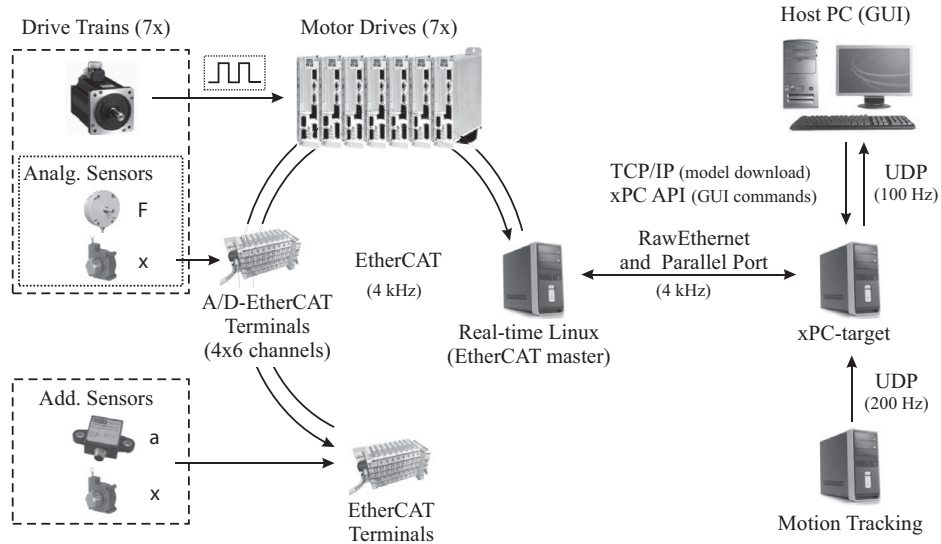 Drive Trains (7x)
Motor Drives (7x)
Host PC (GUI)
Analg. Sensors
F
x
TCP/IP (model download)
xPC API (GUI commands)
UDP
(100 Hz)
EtherCAT
(4 kHz)
RawEthernet
and Parallel Port
(4 kHz)
A/D-EtherCAT
Terminals
(4x6 channels)
Real-time Linux
(EtherCAT master)
xPC-target
Add. Sensors
a
x
UDP
(200 Hz)
EtherCAT
Terminals
Motion Tracking